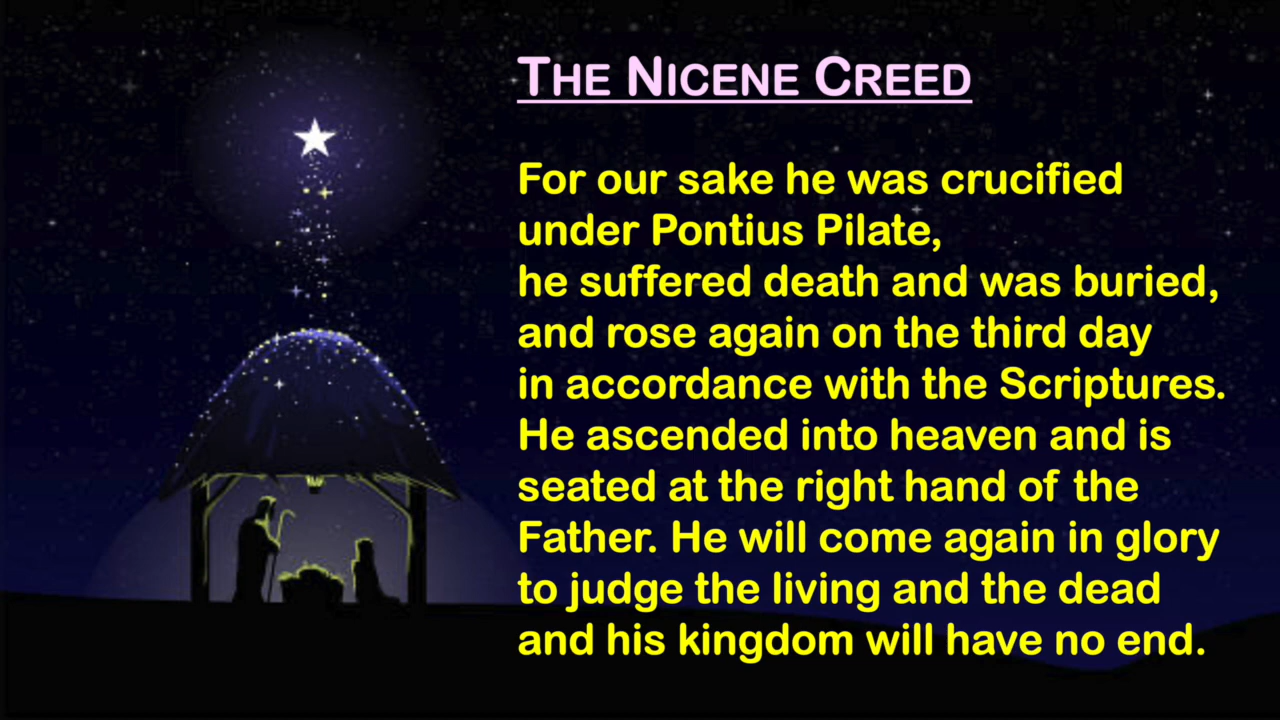 THE NICENE CREED
For our sake he was crucified
under Pontius Pilate,
he suffered death and was buried,
and rose again on the third day
in accordance with the Scriptures.
He ascended into heaven and is
seated at the right hand of the
Father. He will come again in glory
to judge the living and the dead
and his kingdom will have no end.